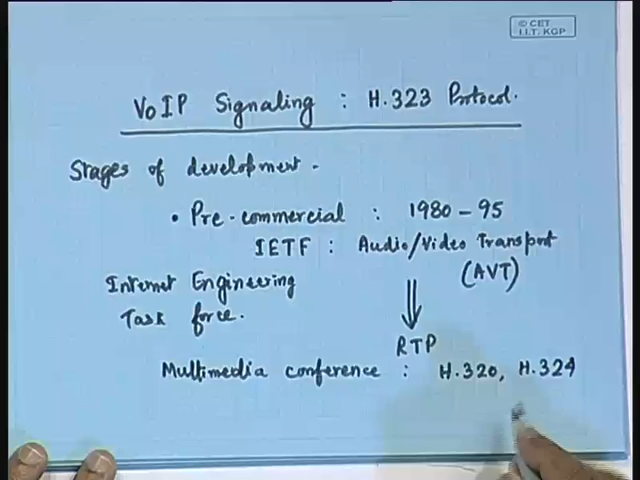 © CET
I.I.T. KGP
VoIP Signaling : H.323 Protocol.
Stages of development.
• Pre-commercial : 1980-95
IETF : Audio/Video Transport
(AVT)
Internet Engineering
Task force.
RTP
Multimedia conference : H.320, H.324